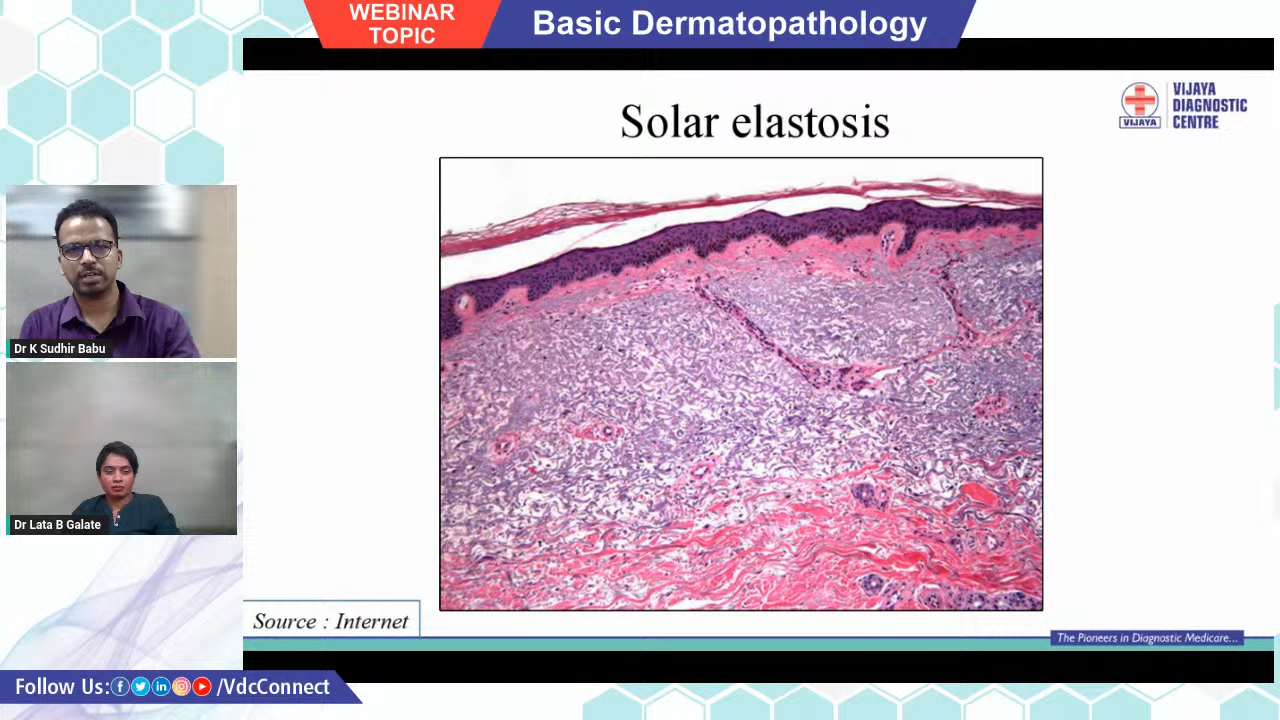 WEBINAR
TOPIC
Basic Dermatopathology
VIJAYA
DIAGNOSTIC
CENTRE
VIJAYA
Solar elastosis
Dr K Sudhir Babu
Dr Lata B Galate
Source : Internet
The Pioneers in Diagnostic Medicare...
Follow Us: /VdcConnect